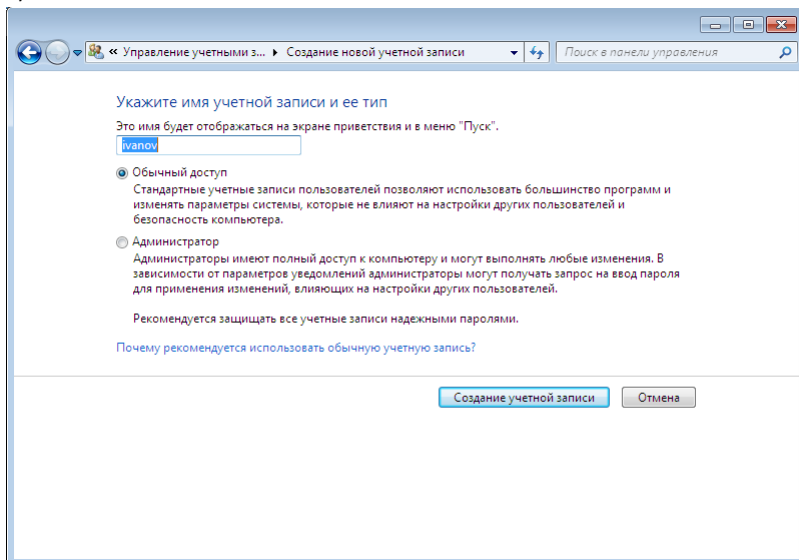 « Управление учетными з... ▸ Создание новой учетной записи
Поиск в панели управления
Укажите имя учетной записи и ее тип
Это имя будет отображаться на экране приветствия и в меню "Пуск".
ivanov
Обычный доступ
Стандартные учетные записи пользователей позволяют использовать большинство программ и
изменять параметры системы, которые не влияют на настройки других пользователей и
безопасность компьютера.
Администратор
Администраторы имеют полный доступ к компьютеру и могут выполнять любые изменения. В
зависимости от параметров уведомлений администраторы могут получать запрос на ввод пароля
для применения изменений, влияющих на настройки других пользователей.
Рекомендуется защищать все учетные записи надежными паролями.
Почему рекомендуется использовать обычную учетную запись?
Создание учетной записи
Отмена